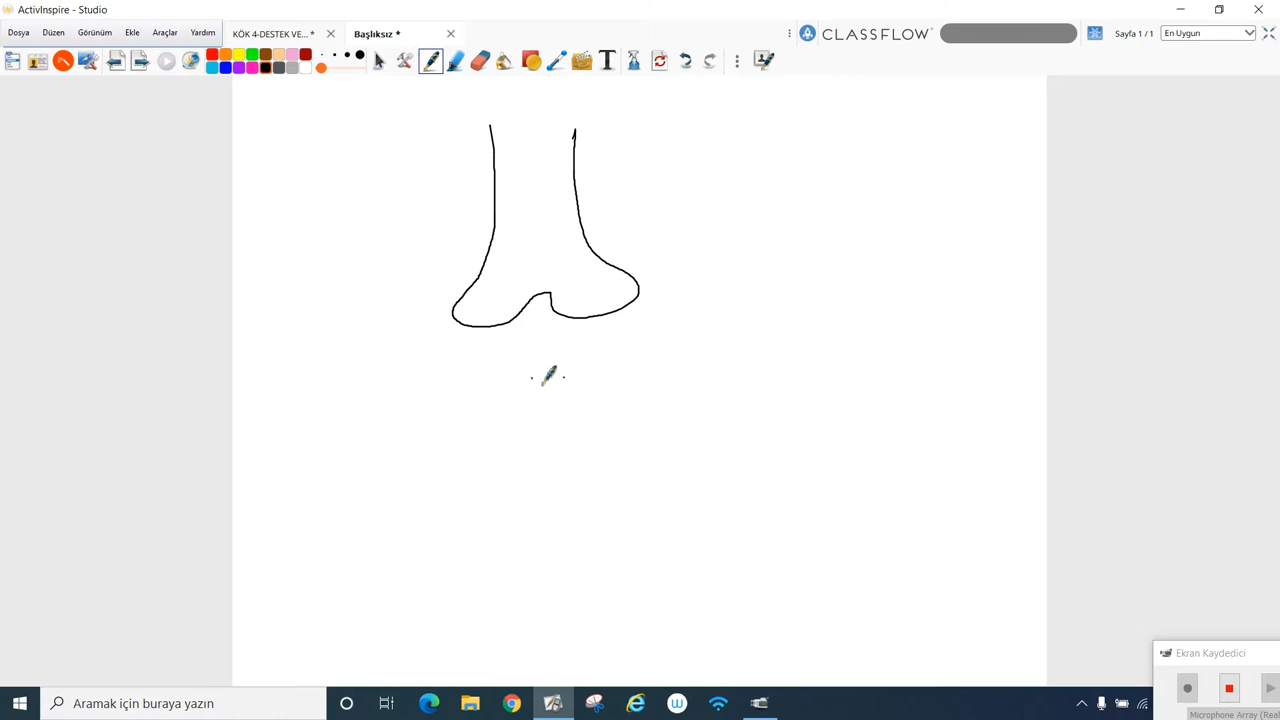 ActivInspire - Studio
Dosya Düzen Görünüm Ekle Araçlar Yardım
KÖK 4-DESTEK VE...*
Başlıksız *
CLASSFLOW
Sayfa 1 / 1
En Uygun
Ekran Kaydedici
Microphone Array (Real
Aramak için buraya yazın